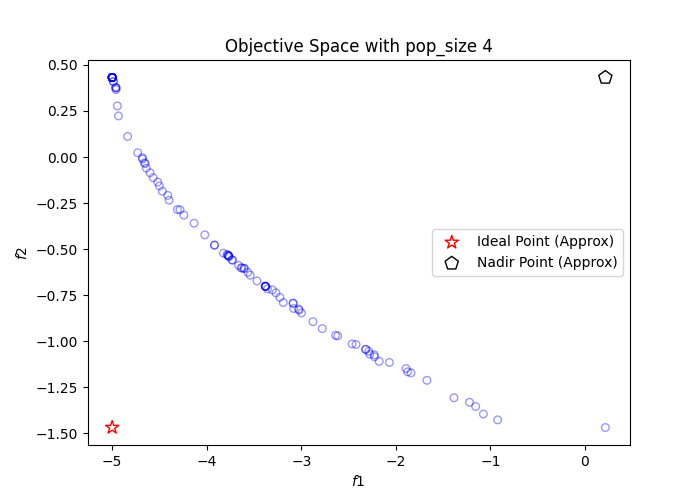 Objective Space with pop_size 4
0.50
0.25
0.00
−0.25
−0.50
−0.75
−1.00
−1.25
−1.50
f2
Ideal Point (Approx)
Nadir Point (Approx)
−5 −4 −3 −2 −1 0
f1